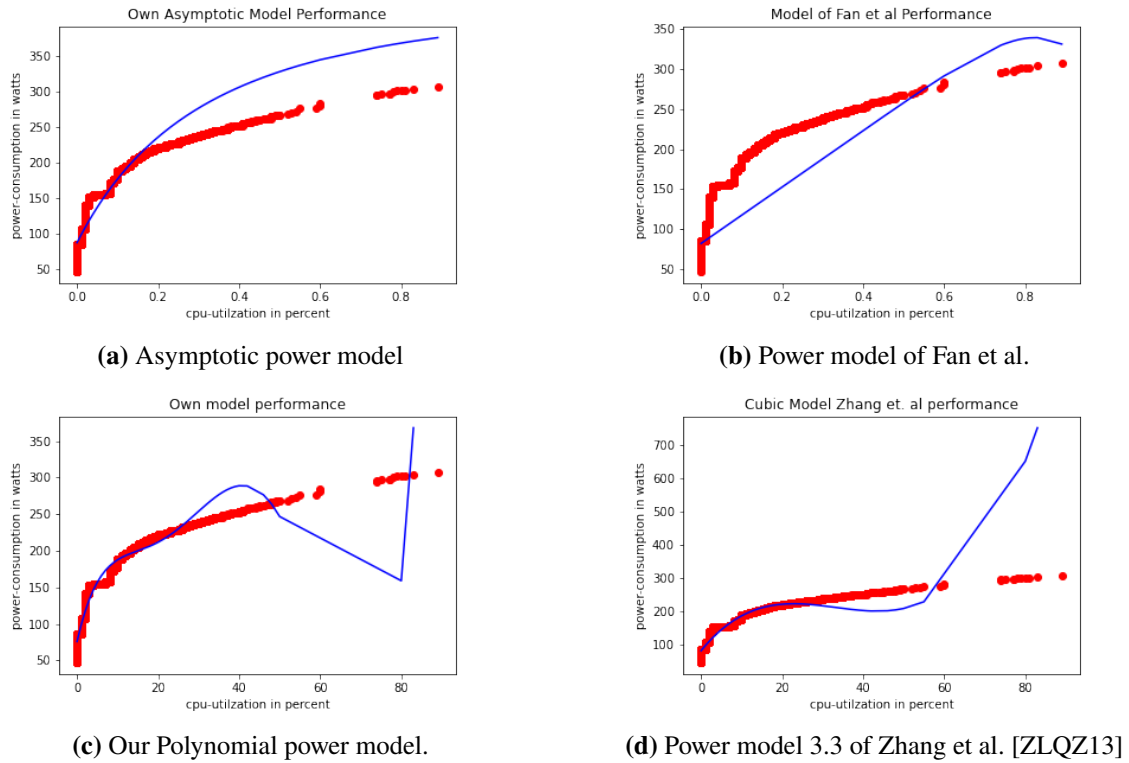 Own Asymptotic Model Performance
power-consumption in watts
350
300
250
200
150
100
50
0.0 0.2 0.4 0.6 0.8
cpu-utilzation in percent
(a) Asymptotic power model
Model of Fan et al Performance
power-consumption in watts
350
300
250
200
150
100
50
0.0 0.2 0.4 0.6 0.8
cpu-utilzation in percent
(b) Power model of Fan et al.
Own model performance
power-consumption in watts
350
300
250
200
150
100
50
0 20 40 60 80
cpu-utilzation in percent
(c) Our Polynomial power model.
Cubic Model Zhang et. al performance
power-consumption in watts
700
600
500
400
300
200
100
0 20 40 60 80
cpu-utilzation in percent
(d) Power model 3.3 of Zhang et al. [ZLQZ13]